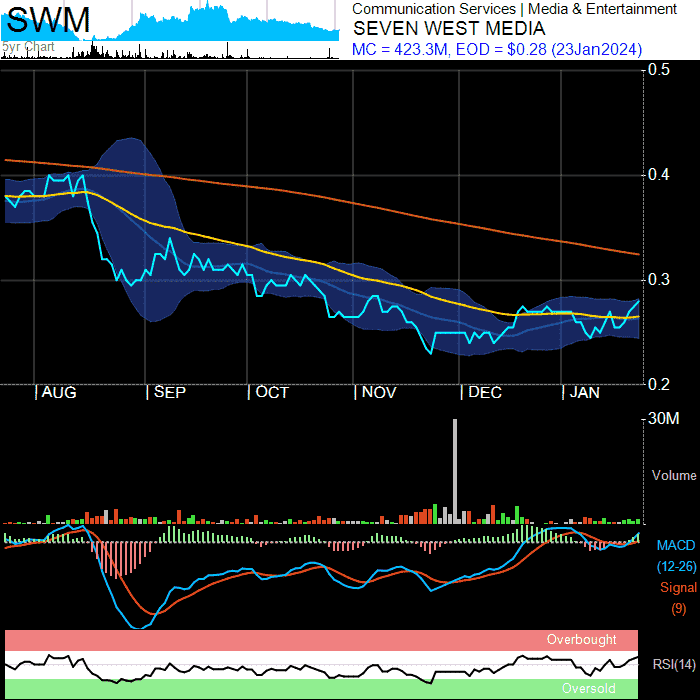 SWM
5yr Chart
Communication Services | Media & Entertainment
SEVEN WEST MEDIA
MC = 423.3M, EOD = $0.28 (23Jan2024)
0.5
0.4
0.3
0.2
| AUG | SEP | OCT | NOV | DEC | JAN
30M
Volume
MACD
(12-26)
Signal
(9)
Overbought
RSI(14)
Oversold